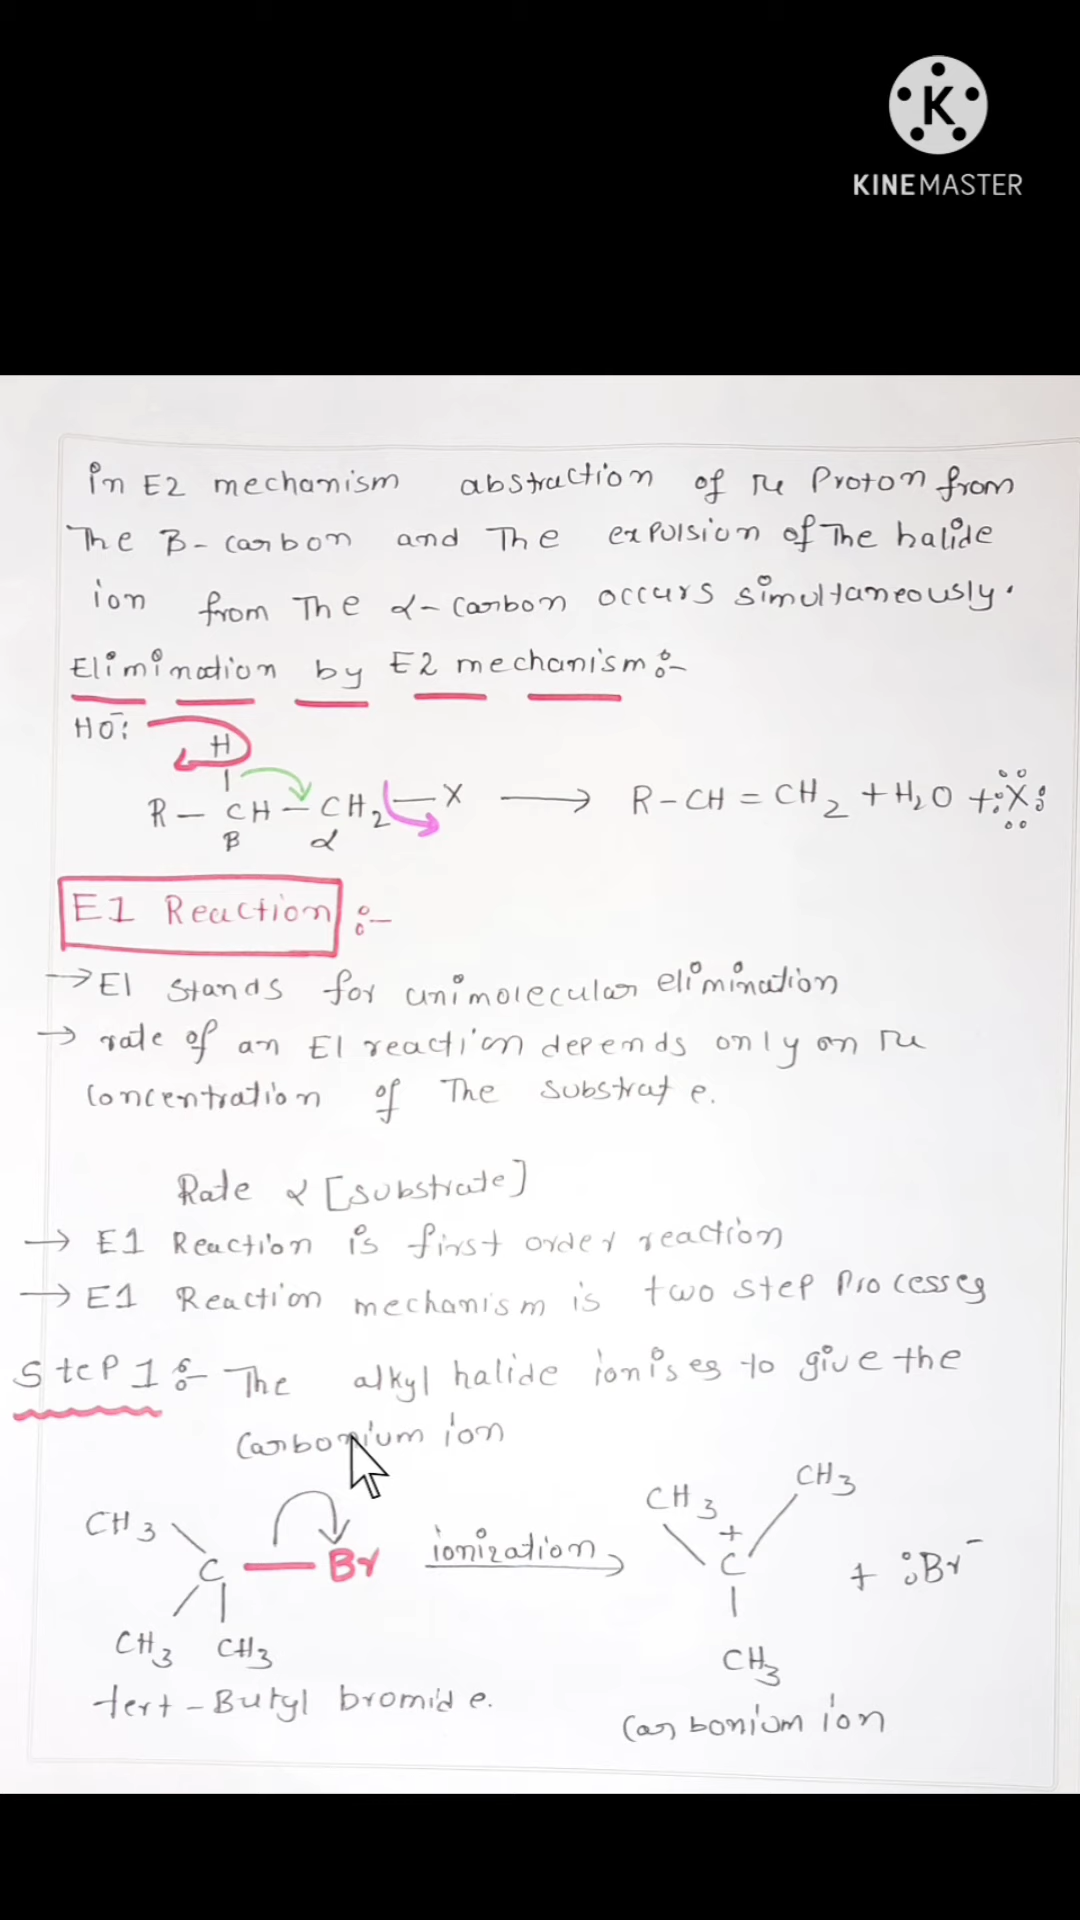 K
KINEMASTER
in E2 mechanism abstraction of the Proton from
The B-carbon and The expulsion of The halide
ion from The α-carbon occurs simultaneously.
Elimination by E2 mechanism:-
HO⁻:
H
R-CH-CH2-X → R-CH=CH2+H2O+:X:
B α
E1 Reaction :-
→ E1 stands for unimolecular elimination
→ rate of an E1 reaction depends only on the
concentration of The substrate.
Rate α [substrate]
→ E1 Reaction is first order reaction
→ E1 Reaction mechanism is two step Processes
Step 1:- The alkyl halide ionises to give the
Carbonium ion
CH3 CH3 CH3
C-Br ionization → C+ + :Br⁻
CH3 CH3 CH3
tert-Butyl bromide.
Carbonium ion